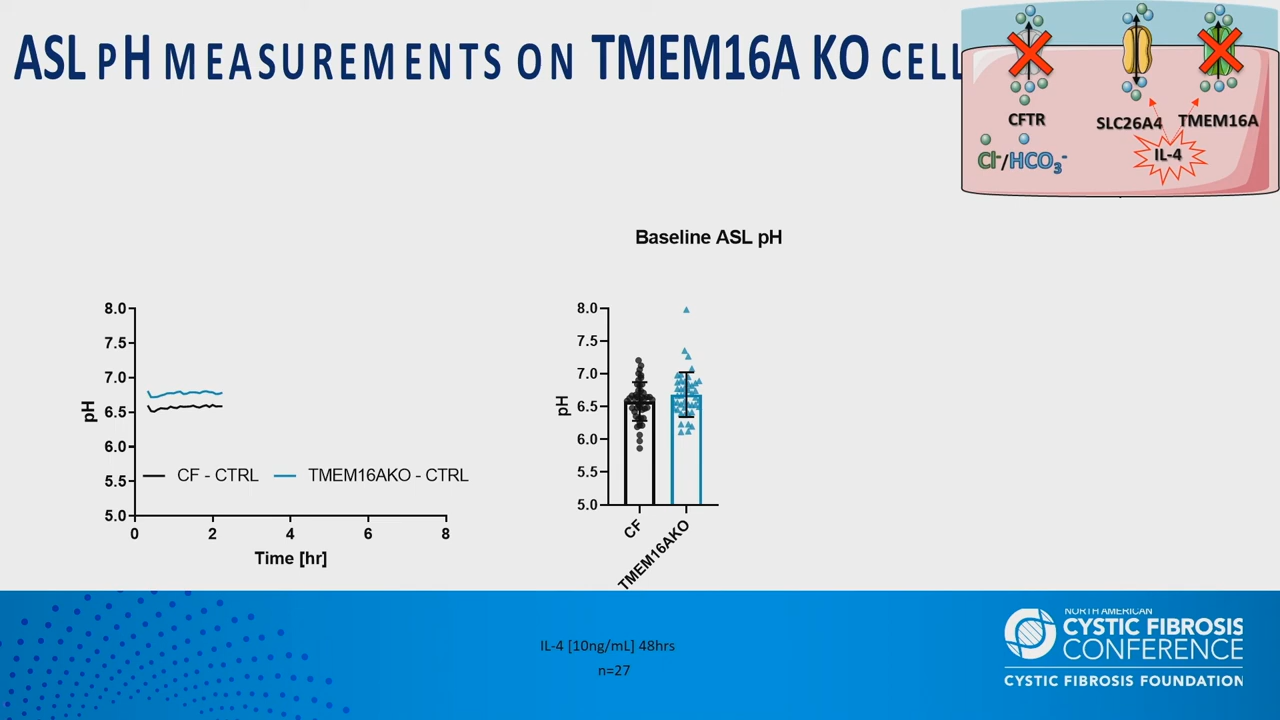 ASL pH MEASUREMENTS ON TMEM16A KO CELL
CFTR
SLC26A4
TMEM16A
Cl-/HCO3-
IL-4
Baseline ASL pH
8.0
7.5
7.0
6.5
6.0
5.5
5.0
pH
CF - CTRL
TMEM16AKO - CTRL
0
2
4
6
8
Time [hr]
8.0
7.5
7.0
6.5
6.0
5.5
5.0
pH
CF
TMEM16AKO
IL-4 [10ng/mL] 48hrs
n=27
NORTH AMERICAN
CYSTIC FIBROSIS
CONFERENCE
CYSTIC FIBROSIS FOUNDATION